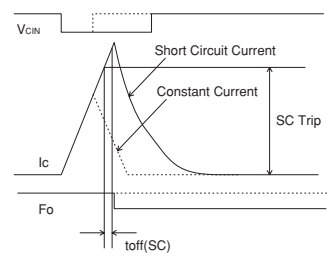 VCIN
Short Circuit Current
Constant Current
SC Trip
Ic
Fo
toff(SC)